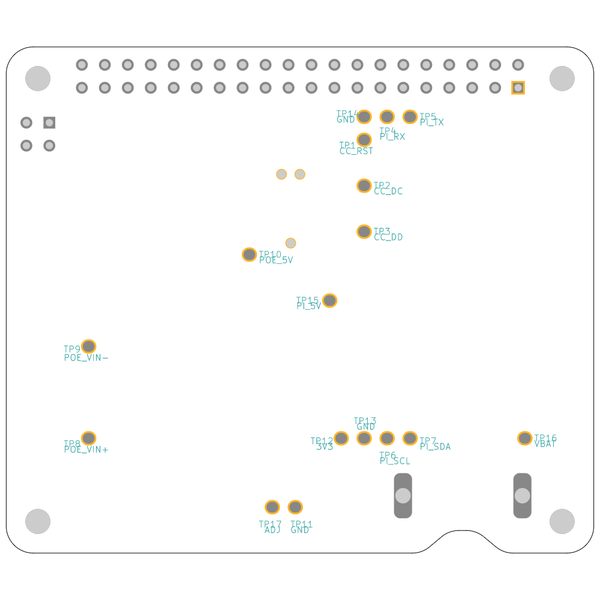 TP14
GND
TP5
PI_TX
TP4
PI_RX
TP1
CC_RST
TP2
CC_DC
TP3
CC_DD
TP10
POE_5V
TP15
PI_5V
TP9
POE_VIN-
TP8
POE_VIN+
TP13
GND
TP12
3V3
TP7
PI_SDA
TP6
PI_SCL
TP16
VBAT
TP17
ADJ
TP11
GND